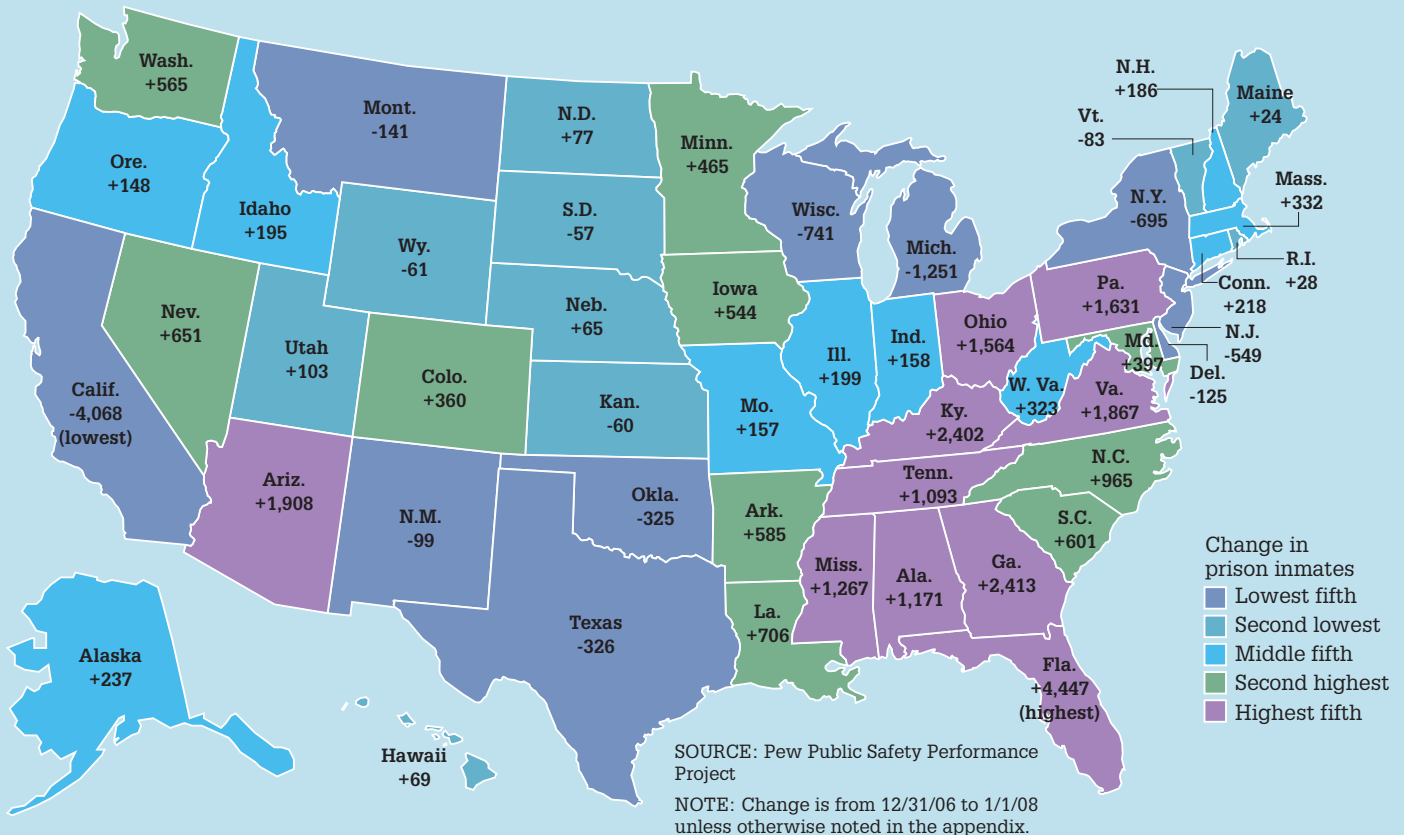 Wash.
+565
Mont.
-141
N.D.
+77
Minn.
+465
N.H.
+186
Maine
+24
Vt.
-83
Ore.
+148
Idaho
+195
Wy.
-61
S.D.
-57
Wisc.
-741
Mich.
-1,251
N.Y.
-695
Mass.
+332
R.I.
+28
Conn.
+218
N.J.
-549
Del.
-125
Nev.
+651
Utah
+103
Neb.
+65
Iowa
+544
Ill.
+199
Ind.
+158
Ohio
+1,564
Pa.
+1,631
Md.
+397
Calif.
-4,068
(lowest)
Colo.
+360
Kan.
-60
Mo.
+157
Ky.
+2,402
W. Va.
+323
Va.
+1,867
Ariz.
+1,908
N.M.
-99
Okla.
-325
Ark.
+585
Tenn.
+1,093
N.C.
+965
S.C.
+601
Texas
-326
La.
+706
Miss.
+1,267
Ala.
+1,171
Ga.
+2,413
Fla.
+4,447
(highest)
Alaska
+237
Hawaii
+69
Change in
prison inmates
Lowest fifth
Second lowest
Middle fifth
Second highest
Highest fifth
SOURCE: Pew Public Safety Performance
Project
NOTE: Change is from 12/31/06 to 1/1/08
unless otherwise noted in the appendix.